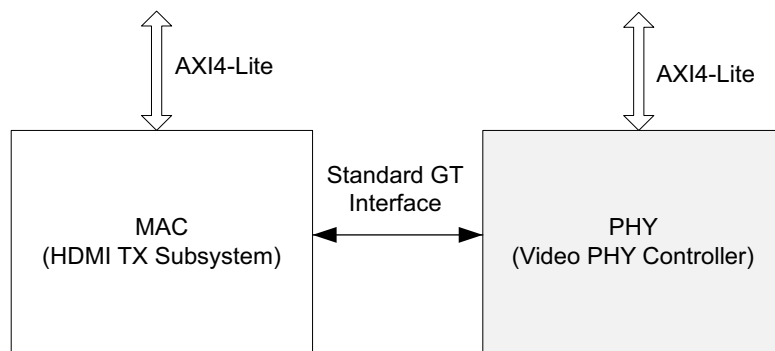 AXI4-Lite
AXI4-Lite
Standard GT
Interface
MAC
(HDMI TX Subsystem)
PHY
(Video PHY Controller)